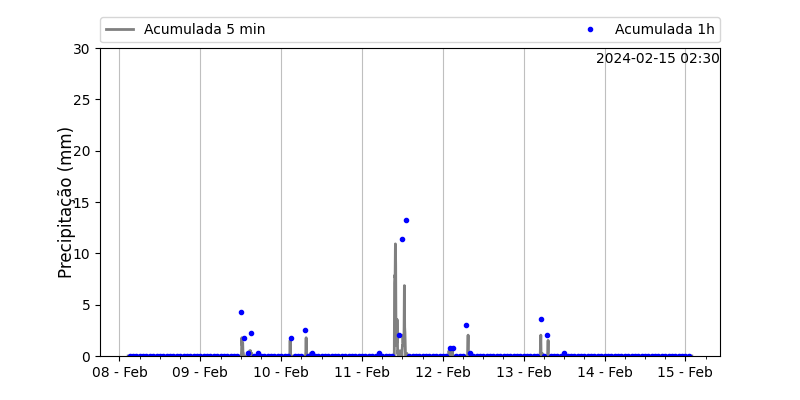 Acumulada 5 min
Acumulada 1h
2024-02-15 02:30
Precipitação (mm)
30
25
20
15
10
5
0
08 - Feb
09 - Feb
10 - Feb
11 - Feb
12 - Feb
13 - Feb
14 - Feb
15 - Feb